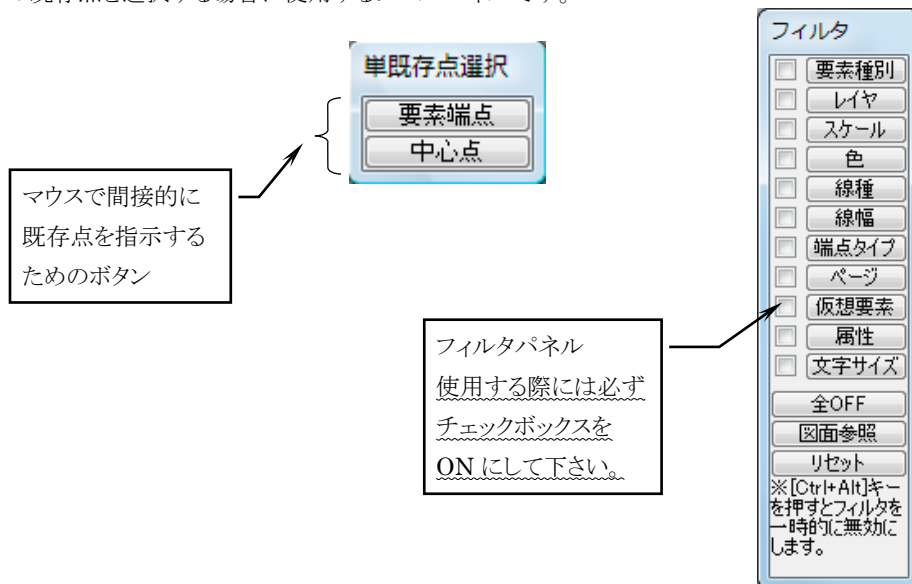 の既存点を選択する場合に使用するメニューパネルです。
単既存点選択
要素端点
中心点
マウスで間接的に
既存点を指示する
ためのボタン
フィルタパネル
使用する際には必ず
チェックボックスを
ON にして下さい。
フィルタ
要素種別
レイヤ
スケール
色
線種
線幅
端点タイプ
ページ
仮想要素
属性
文字サイズ
全OFF
図面参照
リセット
※[Ctrl+Alt]キー
を押すとフィルタを
一時的に無効に
します。